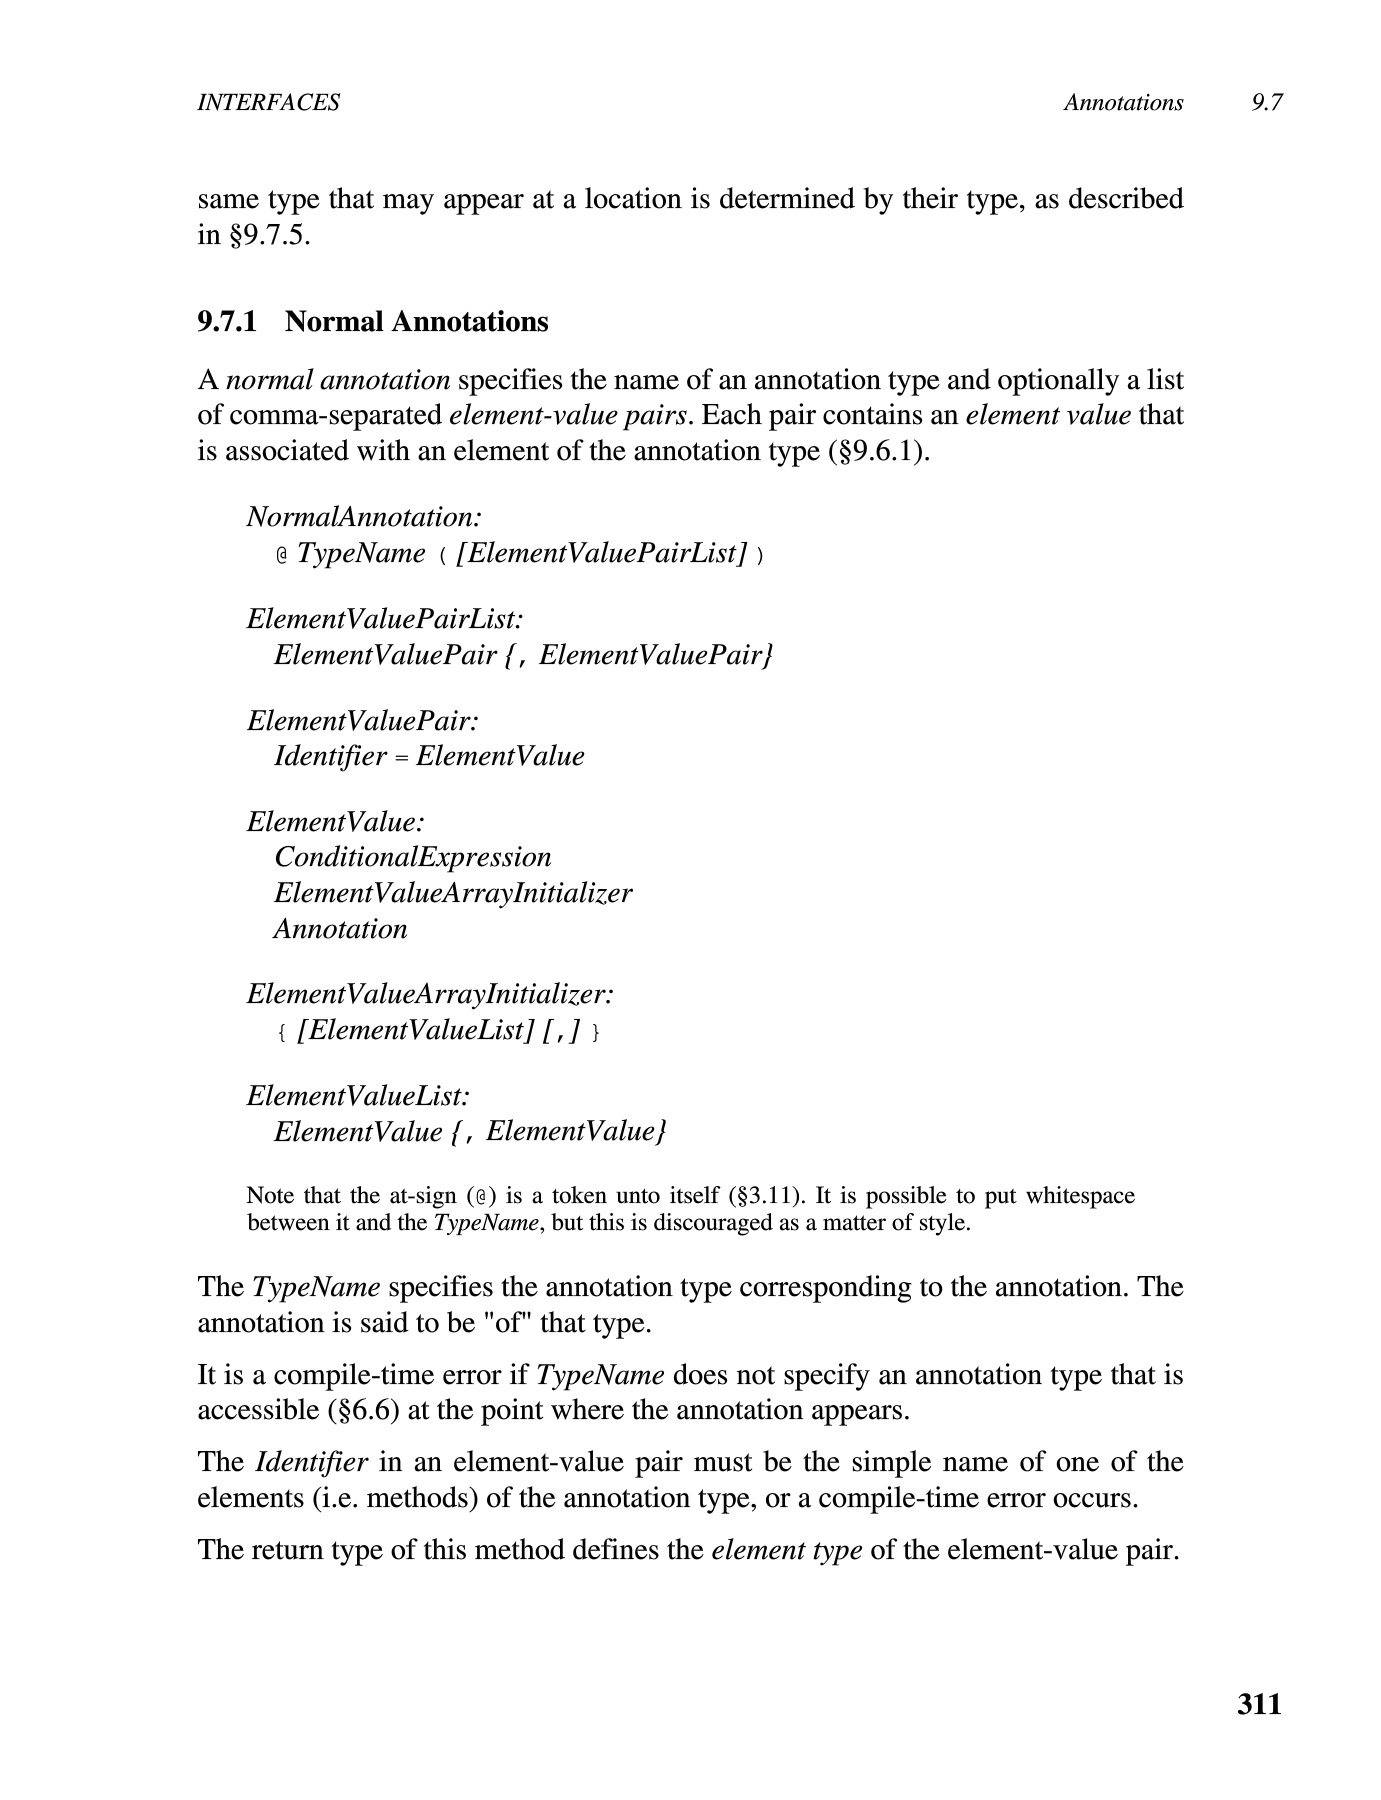 INTERFACES Annotations 9.7
same type that may appear at a location is determined by their type, as described
in §9.7.5.
9.7.1 Normal Annotations
A normal annotation specifies the name of an annotation type and optionally a list
of comma-separated element-value pairs. Each pair contains an element value that
is associated with an element of the annotation type (§9.6.1).
NormalAnnotation:
@ TypeName ( [ElementValuePairList] )
ElementValuePairList:
ElementValuePair {, ElementValuePair}
ElementValuePair:
Identifier = ElementValue
ElementValue:
ConditionalExpression
ElementValueArrayInitializer
Annotation
ElementValueArrayInitializer:
{ [ElementValueList] [,] }
ElementValueList:
ElementValue {, ElementValue}
Note that the at-sign (@) is a token unto itself (§3.11). It is possible to put whitespace
between it and the TypeName, but this is discouraged as a matter of style.
The TypeName specifies the annotation type corresponding to the annotation. The
annotation is said to be "of" that type.
It is a compile-time error if TypeName does not specify an annotation type that is
accessible (§6.6) at the point where the annotation appears.
The Identifier in an element-value pair must be the simple name of one of the
elements (i.e. methods) of the annotation type, or a compile-time error occurs.
The return type of this method defines the element type of the element-value pair.
311